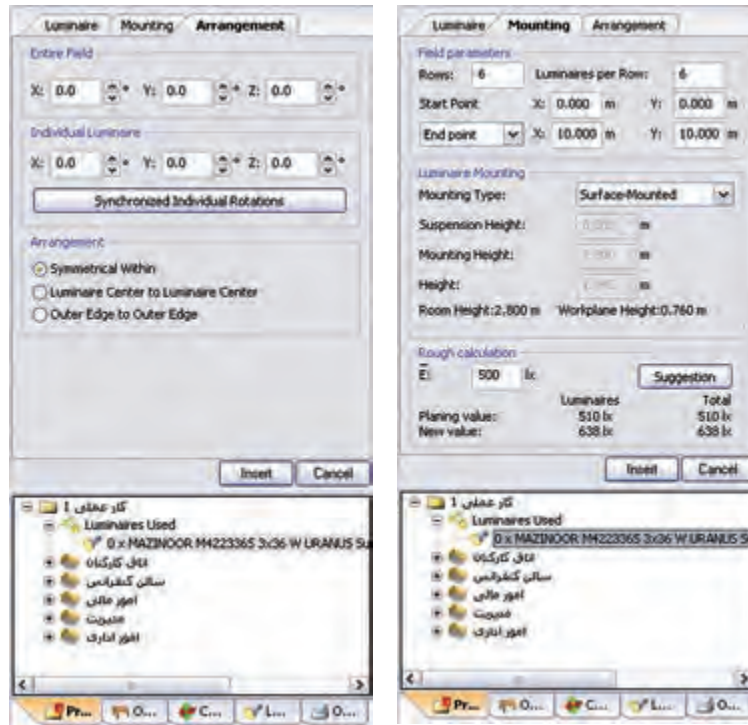 Luminaire Mounting Arrangement
Entire Field
X: 0.0 ° Y: 0.0 ° Z: 0.0 °
Individual Luminaire
X: 0.0 ° Y: 0.0 ° Z: 0.0 °
Synchronized Individual Rotations
Arrangement
Symmetrical Within
Luminaire Center to Luminaire Center
Outer Edge to Outer Edge
Insert Cancel
کار عملی 1
Luminaires Used
0 x MAZINOOR M422336S 3x36 W URANUS Su
اتاق کارکنان
سالن کنفرانس
امور مالی
مدیریت
امور اداری
Pr... O... C... L... O...
Luminaire Mounting Arrangement
Field parameters
Rows: 6 Luminaires per Row: 6
Start Point X: 0.000 m Y: 0.000 m
End point X: 10.000 m Y: 10.000 m
Luminaire Mounting
Mounting Type: Surface-Mounted
Suspension Height: m
Mounting Height: m
Height: m
Room Height:2.800 m Workplane Height:0.760 m
Rough calculation
E: 500 lx Suggestion
Luminaires Total
Planing value: 510 lx 510 lx
New value: 638 lx 638 lx
Insert Cancel
کار عملی 1
Luminaires Used
0 x MAZINOOR M422336S 3x36 W URANUS S
اتاق کارکنان
سالن کنفرانس
امور مالی
مدیریت
امور اداری
Pr... O... C... L... O...